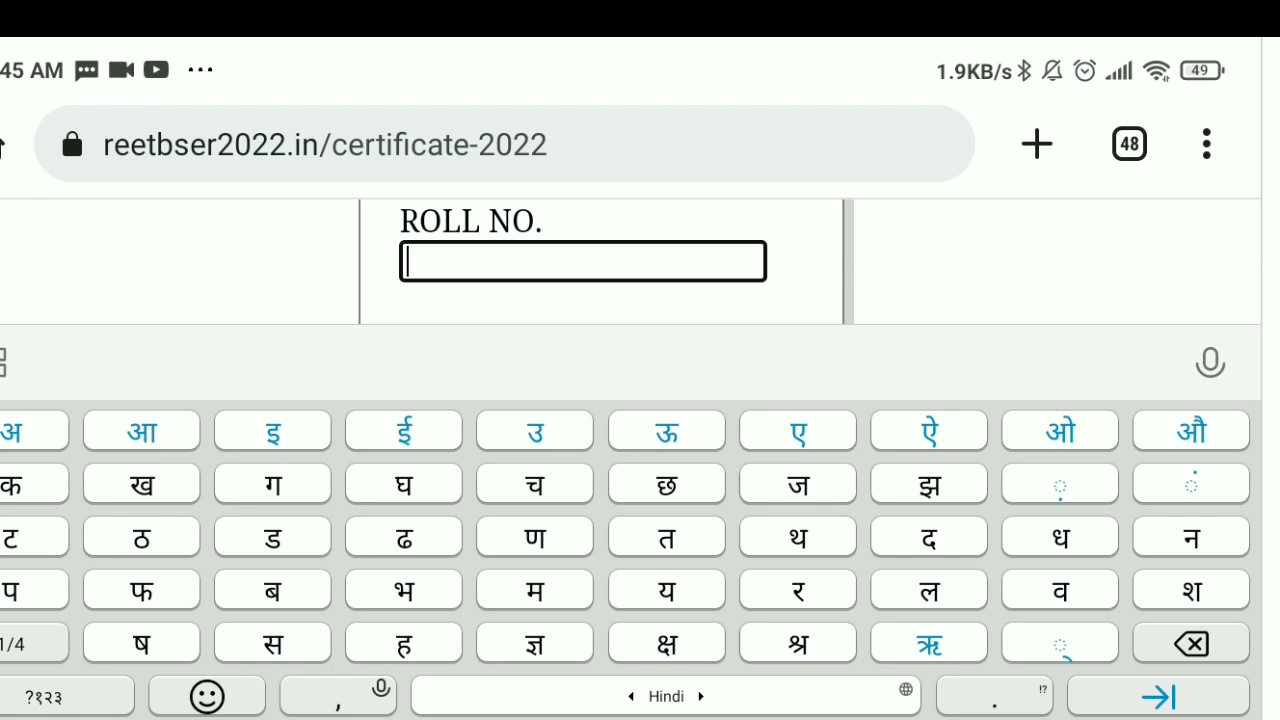 45 AM 1.9KB/s 49
reetbser2022.in/certificate-2022 48
ROLL NO.
अ आ इ ई उ ऊ ए ऐ ओ औ
क ख ग घ च छ ज झ ़ ं
ट ठ ड ढ ण त थ द ध न
प फ ब भ म य र ल व श
1/4 ष स ह ज्ञ क्ष श्र ऋ ्
?१२३ , Hindi . !?